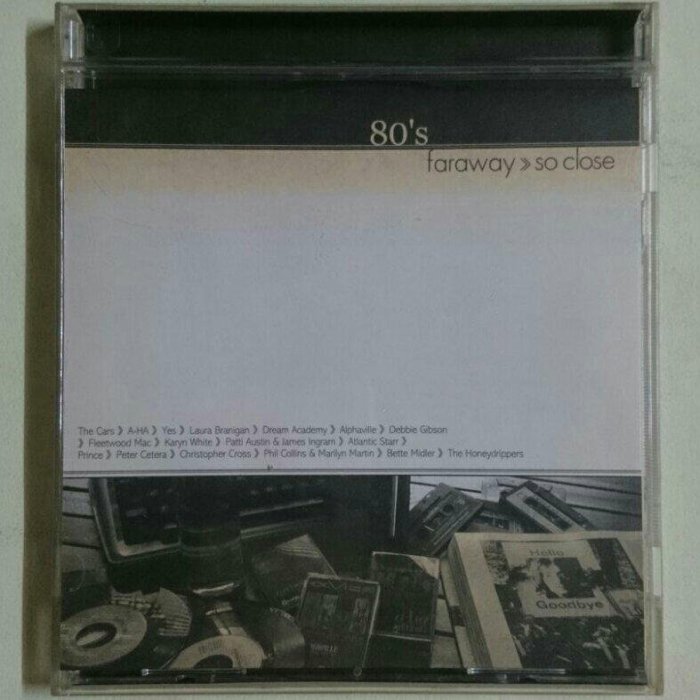 80's
faraway » so close
The Cars 》 A-HA 》 Yes 》 Laura Branigan 》 Dream Academy 》 Alphaville 》 Debbie Gibson
》 Fleetwood Mac 》 Karyn White 》 Patti Austin & James Ingram 》 Atlantic Starr 》
Prince 》 Peter Cetera 》 Christopher Cross 》 Phil Collins & Marilyn Martin 》 Bette Midler 》 The Honeydrippers
Hello
Goodbye